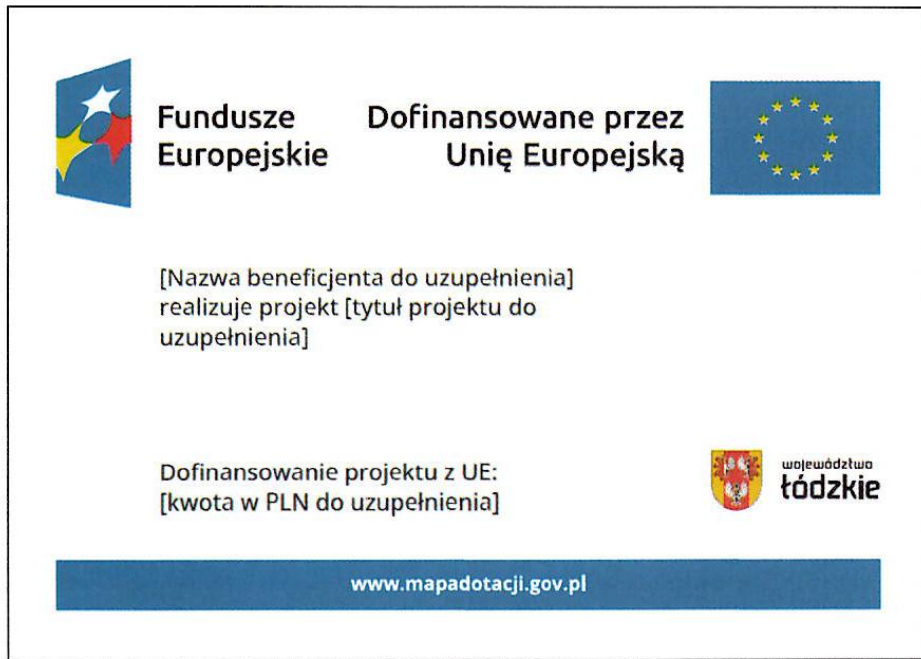 Fundusze
Europejskie
Dofinansowane przez
Unię Europejską
[Nazwa beneficjenta do uzupełnienia]
realizuje projekt [tytuł projektu do
uzupełnienia]
Dofinansowanie projektu z UE:
[kwota w PLN do uzupełnienia]
województwo
łódzkie
www.mapadotacji.gov.pl